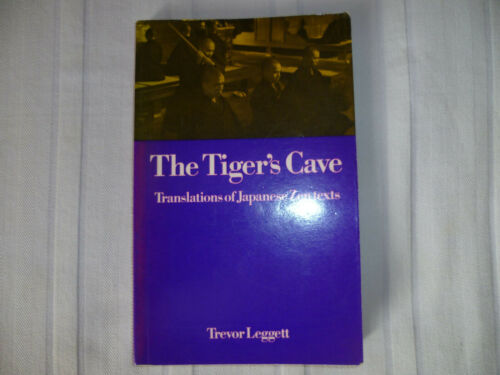 The Tiger's Cave
Translations of Japanese Zen texts
Trevor Leggett